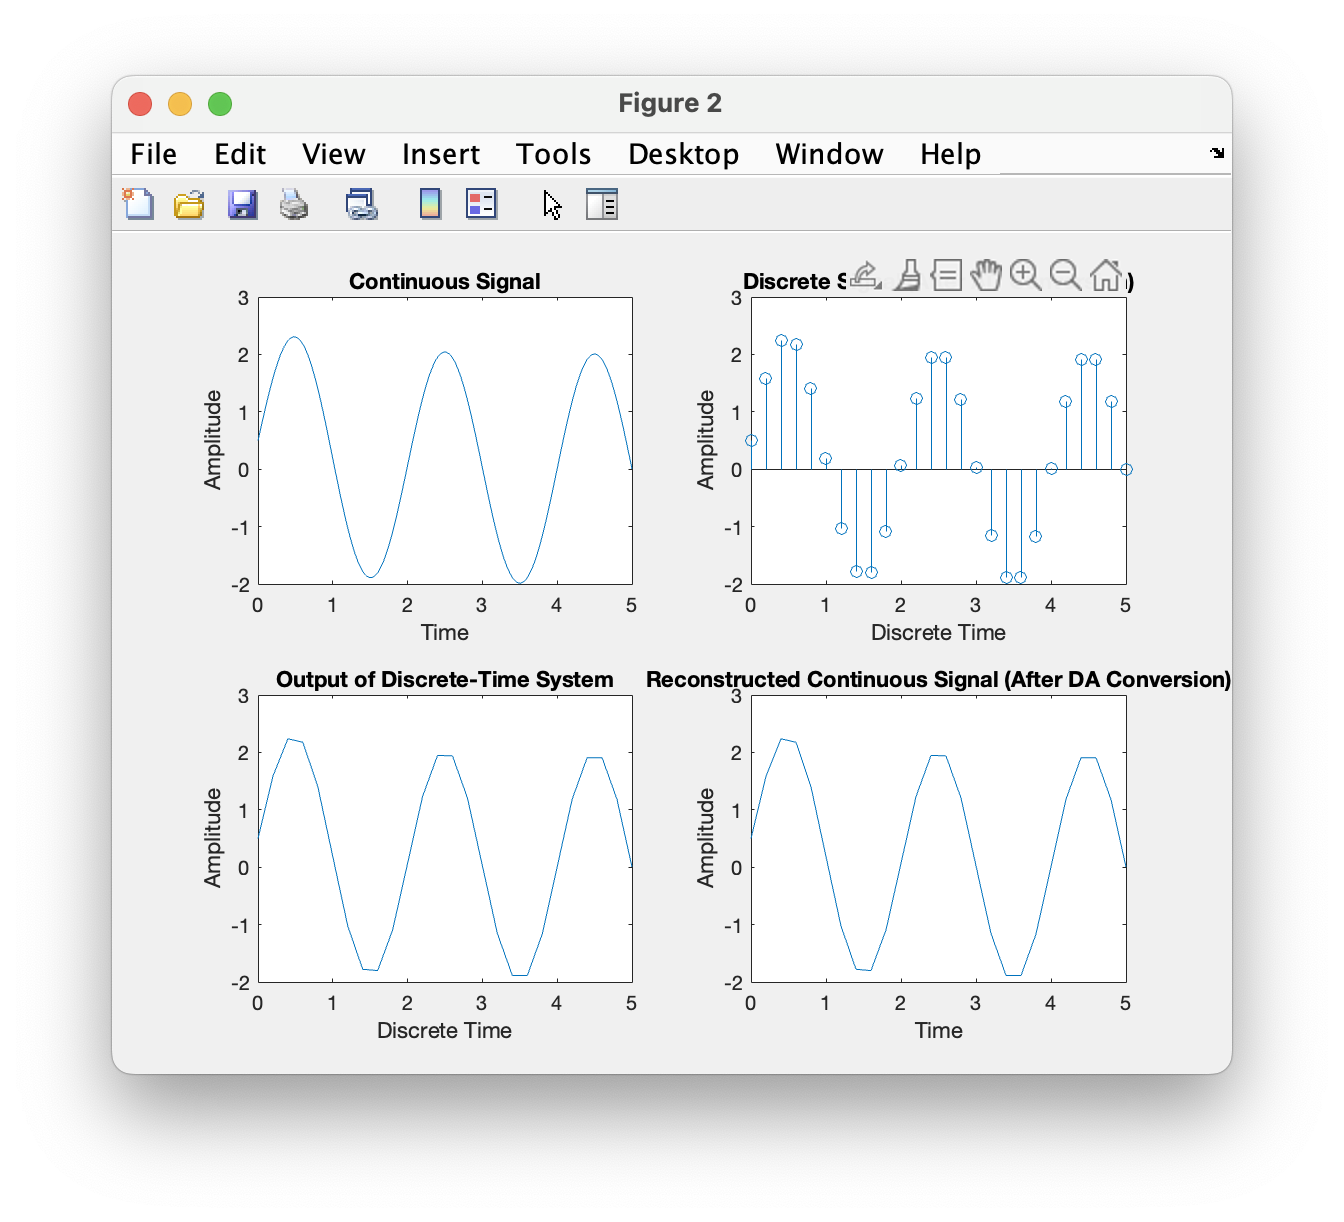 Figure 2
File Edit View Insert Tools Desktop Window Help
Continuous Signal
3
2
1
0
-1
-2
Amplitude
0 1 2 3 4 5
Time
Discrete
)
3
2
1
0
-1
-2
Amplitude
0 1 2 3 4 5
Discrete Time
Output of Discrete-Time System
3
2
1
0
-1
-2
Amplitude
0 1 2 3 4 5
Discrete Time
Reconstructed Continuous Signal (After DA Conversion)
3
2
1
0
-1
-2
Amplitude
0 1 2 3 4 5
Time